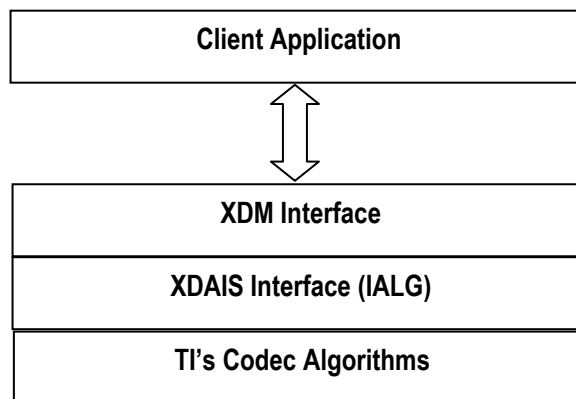 Client Application
XDM Interface
XDAIS Interface (IALG)
TI's Codec Algorithms